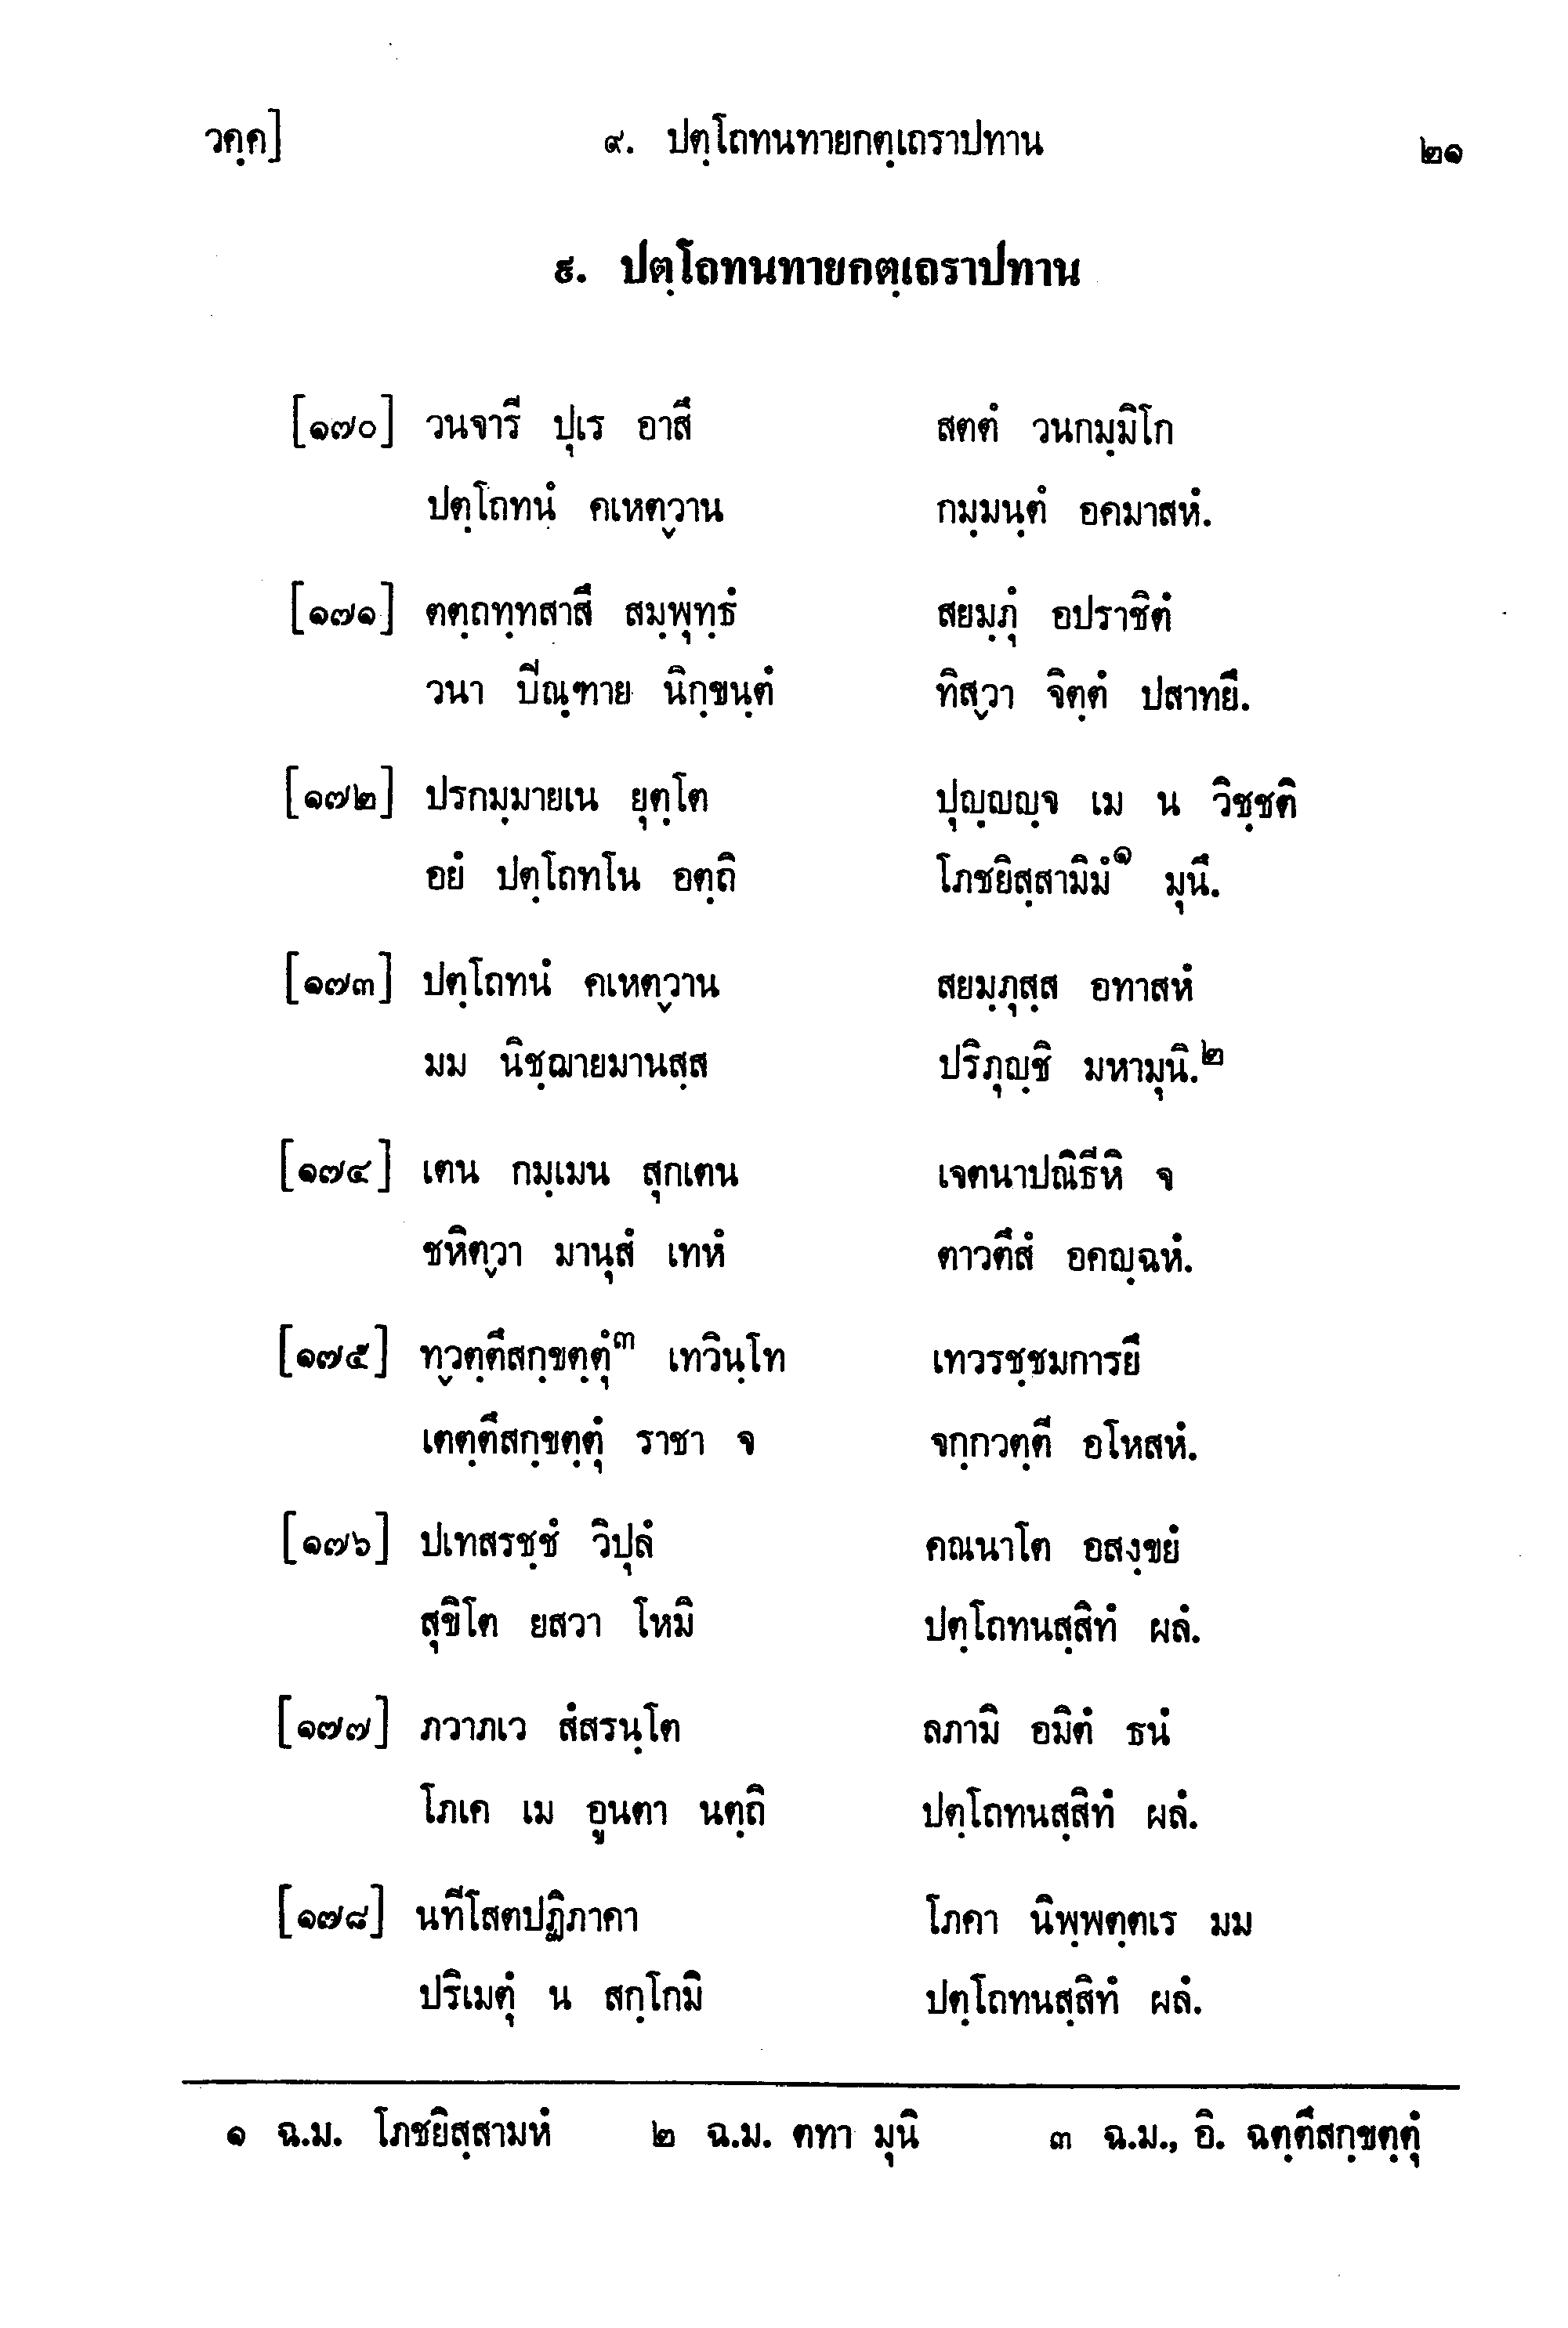 วคฺค] ๙. ปตฺโถทนทายกตฺเถราปทาน ๒๑
๙. ปตฺโถทนทายกตฺเถราปทาน
[๑๗๐] วนจารี ปุเร อาสึ สตตํ วนกมฺมิโก
ปตฺโถทนํ คเหตฺวาน กมฺมนฺตํ อคมาสหํ.
[๑๗๑] ตตฺถทฺทสาสึ สมฺพุทฺธํ สยมฺภุํ อปราชิตํ
วนา ปิณฺฑาย นิกฺขนฺตํ ทิสฺวา จิตฺตํ ปสาทยึ.
[๑๗๒] ปรกมฺมายเน ยุตฺโต ปุญฺญญฺจ เม น วิชฺชติ
อยํ ปตฺโถทโน อตฺถิ โภชยิสฺสามิมํ๑ มุนึ.
[๑๗๓] ปตฺโถทนํ คเหตฺวาน สยมฺภุสฺส อทาสหํ
มม นิชฺฌายมานสฺส ปริภุญฺชิ มหามุนิ.๒
[๑๗๔] เตน กมฺเมน สุกเตน เจตนาปณิธีหิ จ
ชหิตฺวา มานุสํ เทหํ ตาวตึสํ อคญฺฉหํ.
[๑๗๕] ทฺวตฺตึสกฺขตฺตุํ๓ เทวินฺโท เทวรชฺชมการยึ
เตตฺตึสกฺขตฺตุํ ราชา จ จกฺกวตฺตี อโหสหํ.
[๑๗๖] ปเทสรชฺชํ วิปุลํ คณนาโต อสงฺขยํ
สุขิโต ยสวา โหมิ ปตฺโถทนสฺสิทํ ผลํ.
[๑๗๗] ภวาภเว สํสรนฺโต ลภามิ อมิตํ ธนํ
โภเค เม อูนตา นตฺถิ ปตฺโถทนสฺสิทํ ผลํ.
[๑๗๘] นทีโสตปฏิภาคา โภคา นิพฺพตฺตเร มม
ปริเมตุํ น สกฺโกมิ ปตฺโถทนสฺสิทํ ผลํ.
๑ ฉ.ม. โภชยิสฺสามหํ ๒ ฉ.ม. ตทา มุนิ ๓ ฉ.ม., อิ. ฉตฺตึสกฺขตฺตุํ